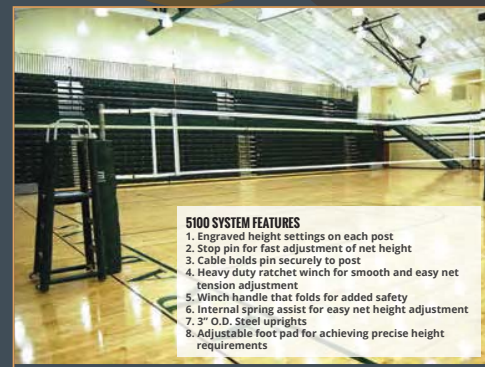 5100 SYSTEM FEATURES
1. Engraved height settings on each post
2. Stop pin for fast adjustment of net height
3. Cable holds pin securely to post
4. Heavy duty ratchet winch for smooth and easy net
tension adjustment
5. Winch handle that folds for added safety
6. Internal spring assist for easy net height adjustment
7. 3" O.D. Steel uprights
8. Adjustable foot pad for achieving precise height
requirements